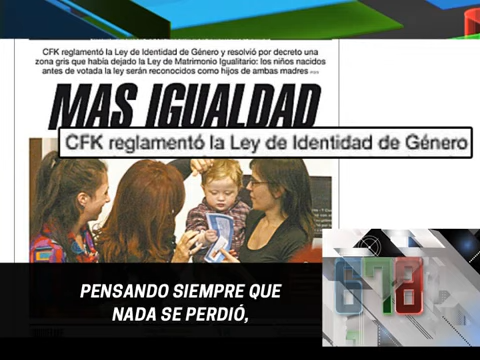 CFK reglamentó la Ley de Identidad de Género y resolvió por decreto una
zona gris que había dejado la Ley de Matrimonio Igualitario: los niños nacidos
antes de votada la ley serán reconocidos como hijos de ambas madres
MAS IGUALDAD
CFK reglamentó la Ley de Identidad de Género
PENSANDO SIEMPRE QUE
NADA SE PERDIÓ,
678